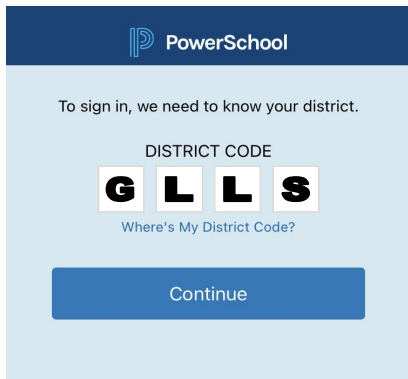 PowerSchool
To sign in, we need to know your district.
DISTRICT CODE
G L L S
Where's My District Code?
Continue